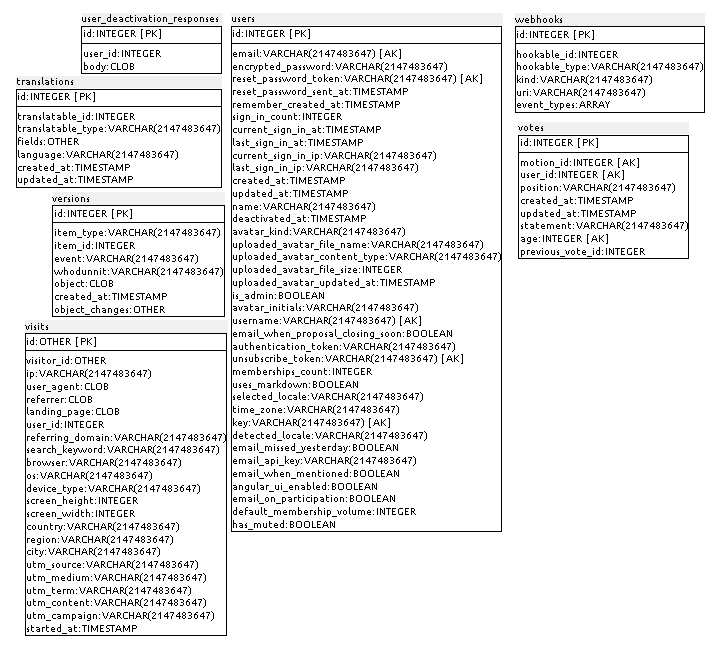 user_deactivation_responses
id:INTEGER [PK]
user_id:INTEGER
body:CLOB
translations
id:INTEGER [PK]
translatable_id:INTEGER
translatable_type:VARCHAR(2147483647)
fields:OTHER
language:VARCHAR(2147483647)
created_at:TIMESTAMP
updated_at:TIMESTAMP
versions
id:INTEGER [PK]
item_type:VARCHAR(2147483647)
item_id:INTEGER
event:VARCHAR(2147483647)
whodunnit:VARCHAR(2147483647)
object:CLOB
created_at:TIMESTAMP
object_changes:OTHER
visits
id:OTHER [PK]
visitor_id:OTHER
ip:VARCHAR(2147483647)
user_agent:CLOB
referrer:CLOB
landing_page:CLOB
user_id:INTEGER
referring_domain:VARCHAR(2147483647)
search_keyword:VARCHAR(2147483647)
browser:VARCHAR(2147483647)
os:VARCHAR(2147483647)
device_type:VARCHAR(2147483647)
screen_height:INTEGER
screen_width:INTEGER
country:VARCHAR(2147483647)
region:VARCHAR(2147483647)
city:VARCHAR(2147483647)
utm_source:VARCHAR(2147483647)
utm_medium:VARCHAR(2147483647)
utm_term:VARCHAR(2147483647)
utm_content:VARCHAR(2147483647)
utm_campaign:VARCHAR(2147483647)
started_at:TIMESTAMP
users
id:INTEGER [PK]
email:VARCHAR(2147483647) [AK]
encrypted_password:VARCHAR(2147483647)
reset_password_token:VARCHAR(2147483647) [AK]
reset_password_sent_at:TIMESTAMP
remember_created_at:TIMESTAMP
sign_in_count:INTEGER
current_sign_in_at:TIMESTAMP
last_sign_in_at:TIMESTAMP
current_sign_in_ip:VARCHAR(2147483647)
last_sign_in_ip:VARCHAR(2147483647)
created_at:TIMESTAMP
updated_at:TIMESTAMP
name:VARCHAR(2147483647)
deactivated_at:TIMESTAMP
avatar_kind:VARCHAR(2147483647)
uploaded_avatar_file_name:VARCHAR(2147483647)
uploaded_avatar_content_type:VARCHAR(2147483647)
uploaded_avatar_file_size:INTEGER
uploaded_avatar_updated_at:TIMESTAMP
is_admin:BOOLEAN
avatar_initials:VARCHAR(2147483647)
username:VARCHAR(2147483647) [AK]
email_when_proposal_closing_soon:BOOLEAN
authentication_token:VARCHAR(2147483647)
unsubscribe_token:VARCHAR(2147483647) [AK]
memberships_count:INTEGER
uses_markdown:BOOLEAN
selected_locale:VARCHAR(2147483647)
time_zone:VARCHAR(2147483647)
key:VARCHAR(2147483647) [AK]
detected_locale:VARCHAR(2147483647)
email_missed_yesterday:BOOLEAN
email_api_key:VARCHAR(2147483647)
email_when_mentioned:BOOLEAN
angular_ui_enabled:BOOLEAN
email_on_participation:BOOLEAN
default_membership_volume:INTEGER
has_muted:BOOLEAN
webhooks
id:INTEGER [PK]
hookable_id:INTEGER
hookable_type:VARCHAR(2147483647)
kind:VARCHAR(2147483647)
uri:VARCHAR(2147483647)
event_types:ARRAY
votes
id:INTEGER [PK]
motion_id:INTEGER [AK]
user_id:INTEGER [AK]
position:VARCHAR(2147483647)
created_at:TIMESTAMP
updated_at:TIMESTAMP
statement:VARCHAR(2147483647)
age:INTEGER [AK]
previous_vote_id:INTEGER